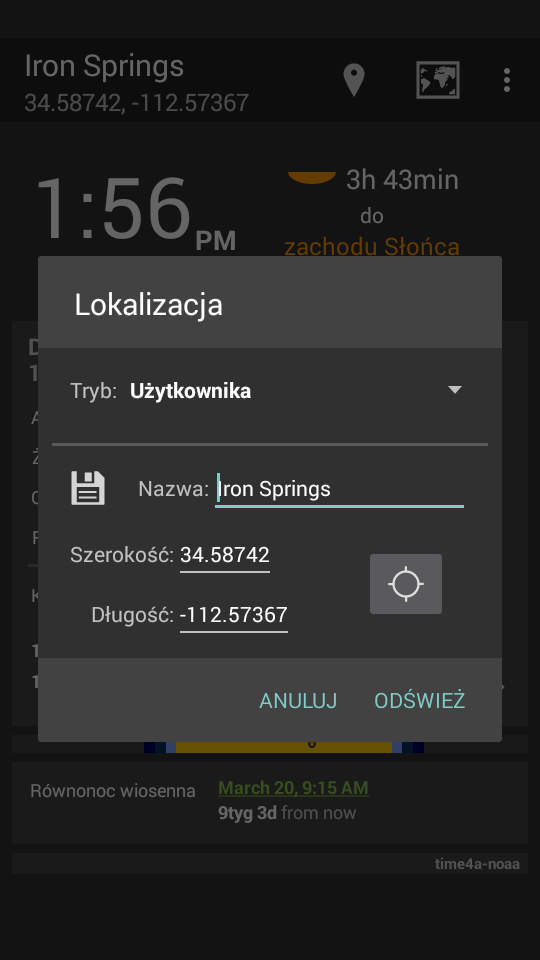 Iron Springs
34.58742, -112.57367
1:56 PM
3h 43min
do
zachodu Słońca
Lokalizacja
Tryb: Użytkownika
Nazwa: Iron Springs
Szerokość: 34.58742
Długość: -112.57367
ANULUJ ODŚWIEŻ
Równonoc wiosenna
March 20, 9:15 AM
9tyg 3d from now
time4a-noaa